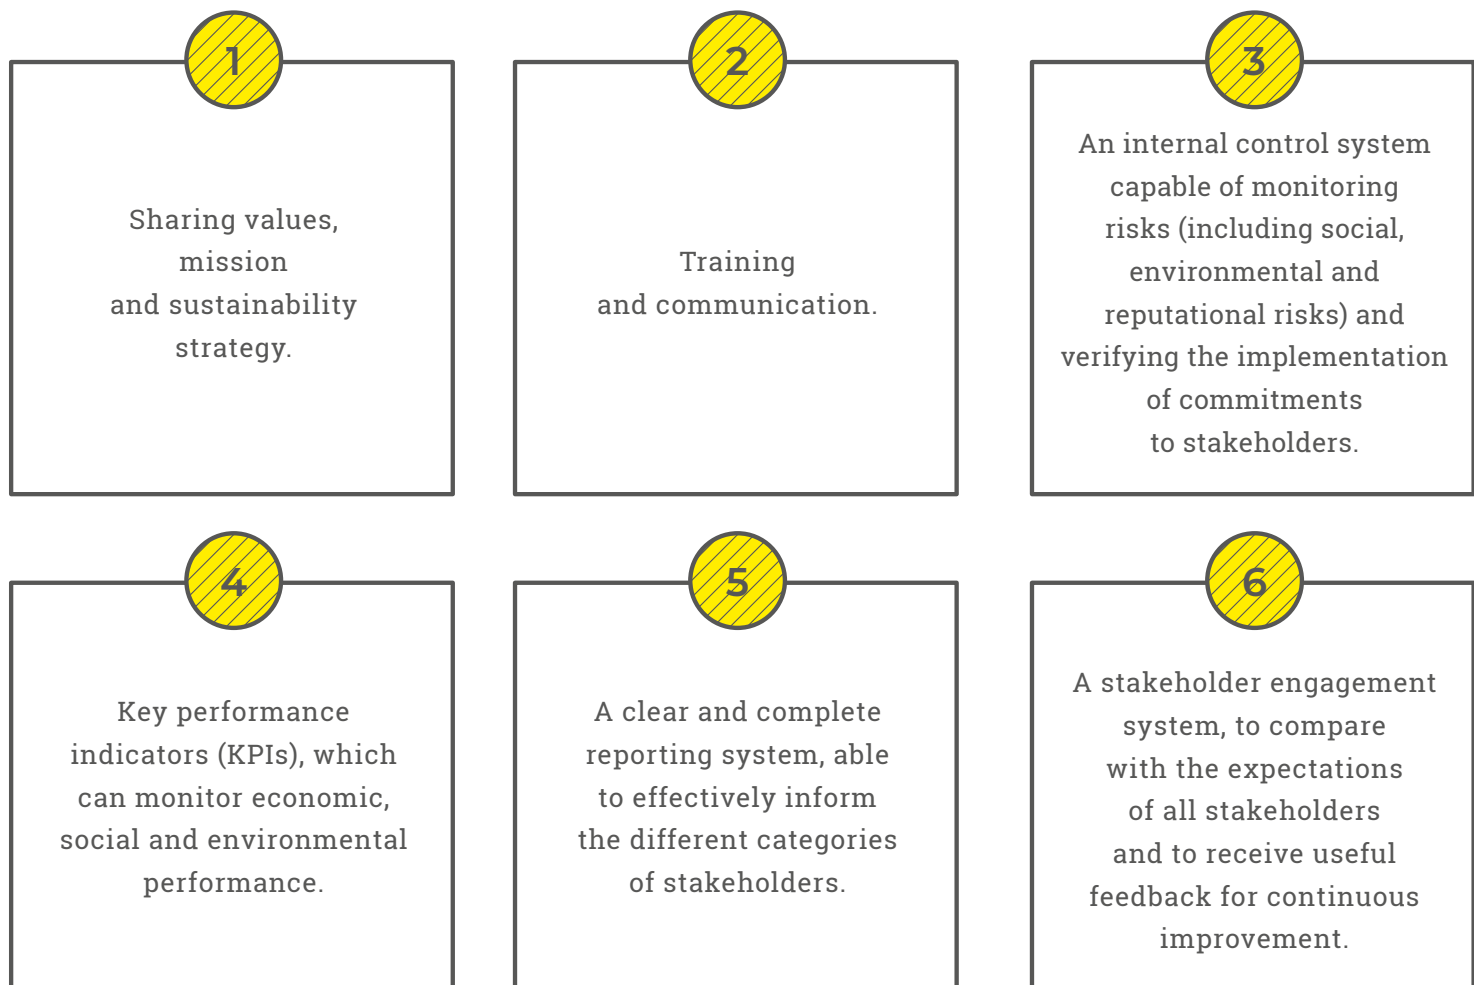 1
Sharing values,
mission
and sustainability
strategy.
2
Training
and communication.
3
An internal control system
capable of monitoring
risks (including social,
environmental and
reputational risks) and
verifying the implementation
of commitments
to stakeholders.
4
Key performance
indicators (KPIs), which
can monitor economic,
social and environmental
performance.
5
A clear and complete
reporting system, able
to effectively inform
the different categories
of stakeholders.
6
A stakeholder engagement
system, to compare
with the expectations
of all stakeholders
and to receive useful
feedback for continuous
improvement.